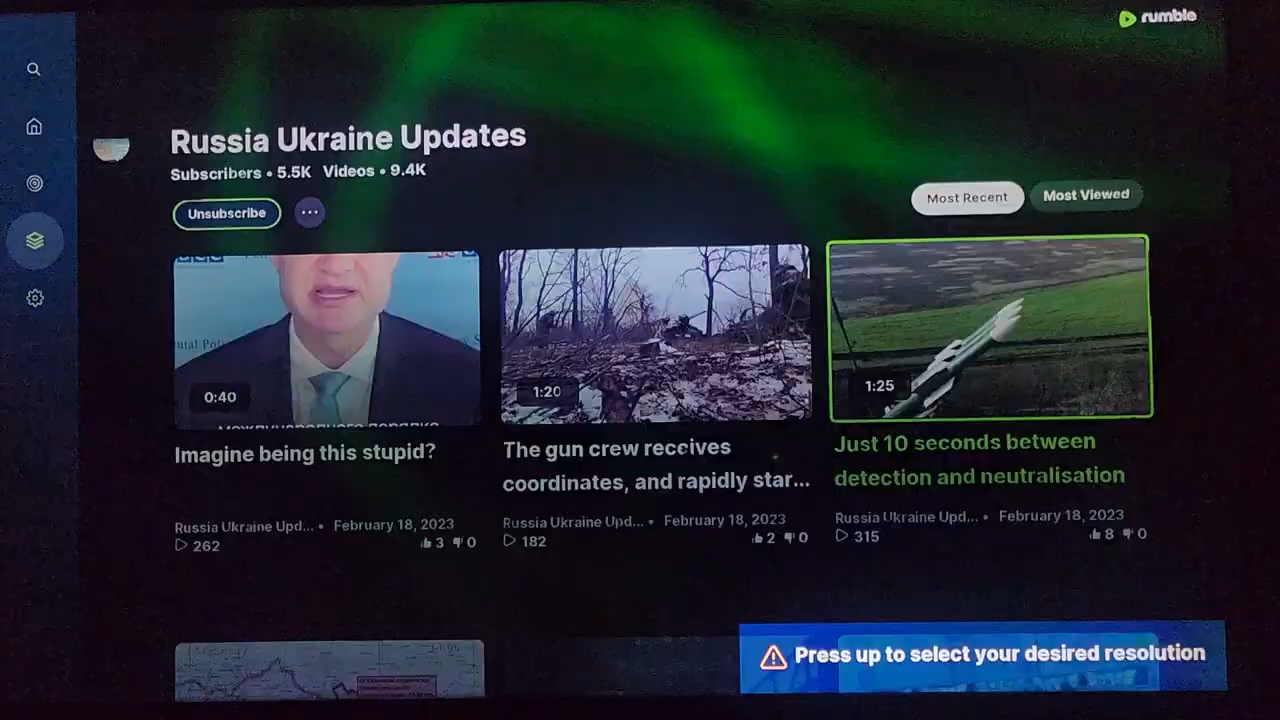 rumble
Russia Ukraine Updates
Subscribers • 5.5K Videos • 9.4K
Unsubscribe
Most Recent
Most Viewed
0:40
1:20
1:25
Imagine being this stupid?
The gun crew receives
coordinates, and rapidly star...
Just 10 seconds between
detection and neutralisation
Russia Ukraine Upd... • February 18, 2023
262
3
0
Russia Ukraine Upd... • February 18, 2023
182
2
0
Russia Ukraine Upd... • February 18, 2023
315
8
0
Press up to select your desired resolution